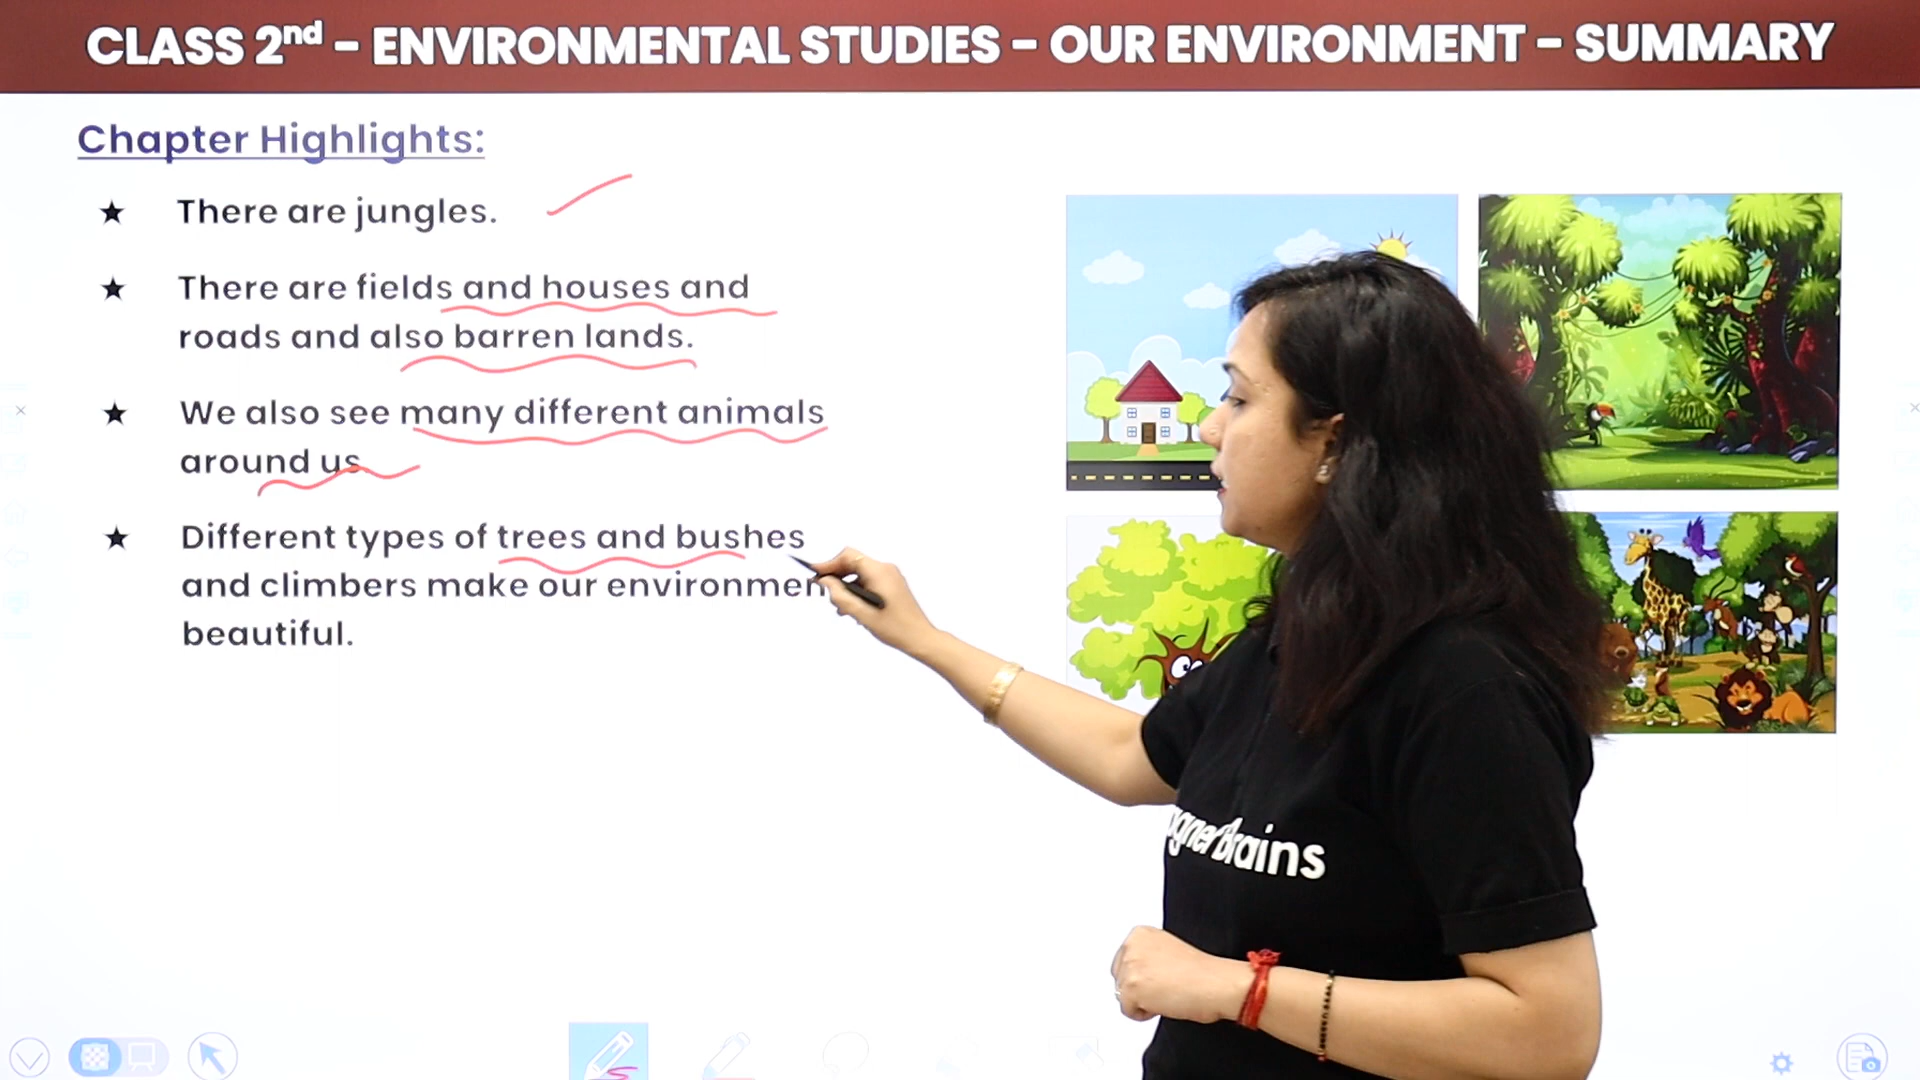 CLASS 2nd - ENVIRONMENTAL STUDIES - OUR ENVIRONMENT - SUMMARY
Chapter Highlights:
★ There are jungles.
★ There are fields and houses and
roads and also barren lands.
★ We also see many different animals
around us
★ Different types of trees and bushes
and climbers make our environmen
beautiful.
Brains